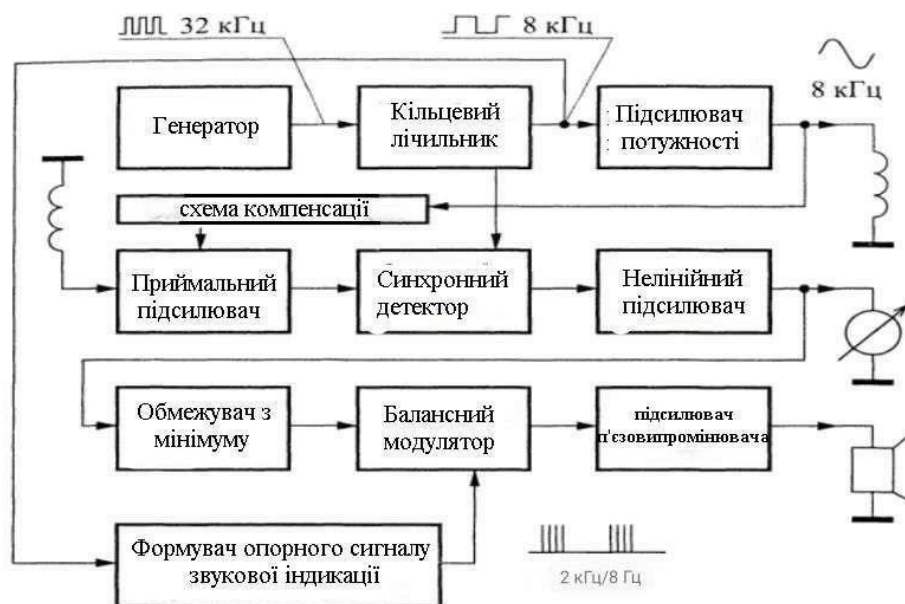 32 кГц
8 кГц
8 кГц
Генератор
Кільцевий
лічильник
Підсилювач
потужності
схема компенсації
Приймальний
підсилювач
Синхронний
детектор
Нелінійний
підсилювач
Обмежувач з
мінімуму
Балансний
модулятор
підсилювач
п'єзовипромінювача
Формувач опорного сигналу
звукової індикації
2 кГц/8 Гц